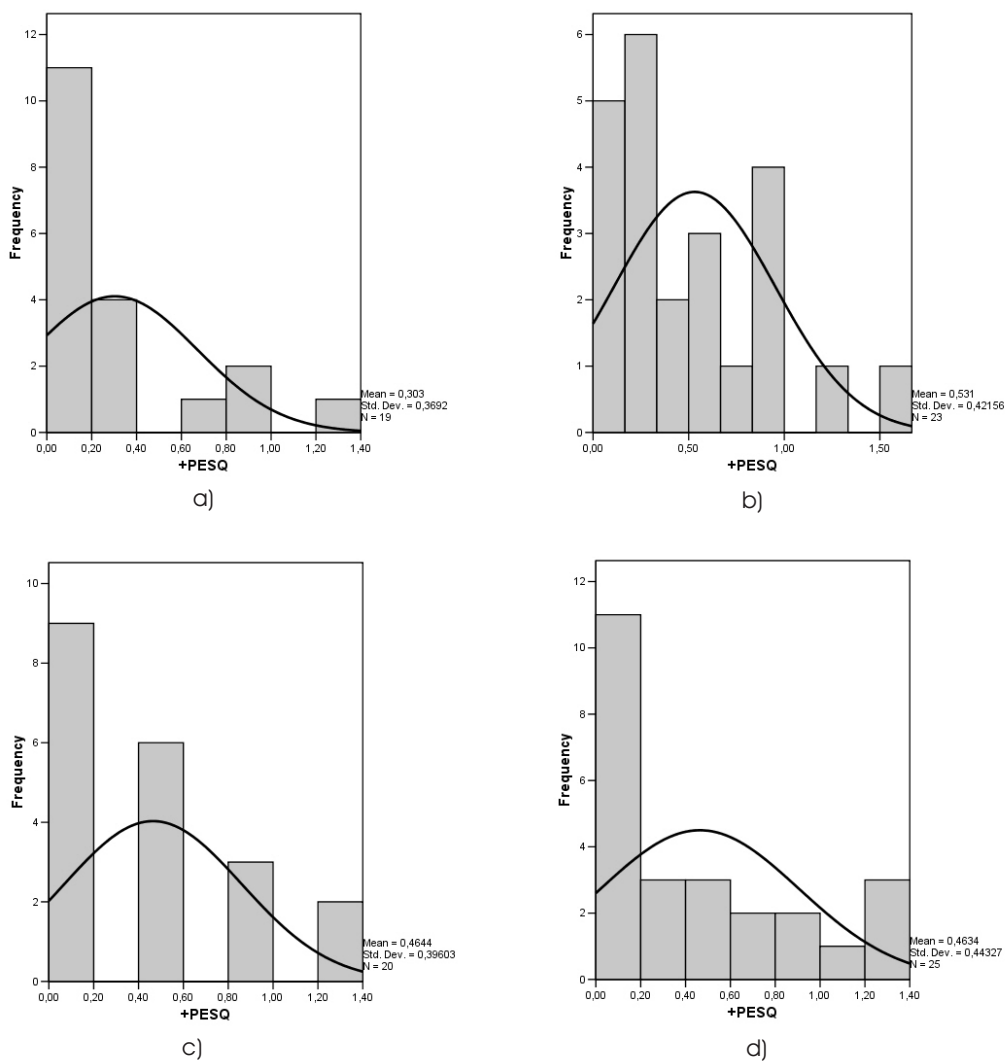 12
10
8
6
4
2
0
Frequency
0,00 0,20 0,40 0,60 0,80 1,00 1,20 1,40
+PESQ
Mean = 0,303
Std. Dev. = 0,3692
N = 19
a)
6
5
4
3
2
1
0
Frequency
0,00 0,50 1,00 1,50
+PESQ
Mean = 0,531
Std. Dev. = 0,42156
N = 23
b)
10
8
6
4
2
0
Frequency
0,00 0,20 0,40 0,60 0,80 1,00 1,20 1,40
+PESQ
Mean = 0,4644
Std. Dev. = 0,39603
N = 20
c)
12
10
8
6
4
2
0
Frequency
0,00 0,20 0,40 0,60 0,80 1,00 1,20 1,40
+PESQ
Mean = 0,4634
Std. Dev. = 0,44327
N = 25
d)